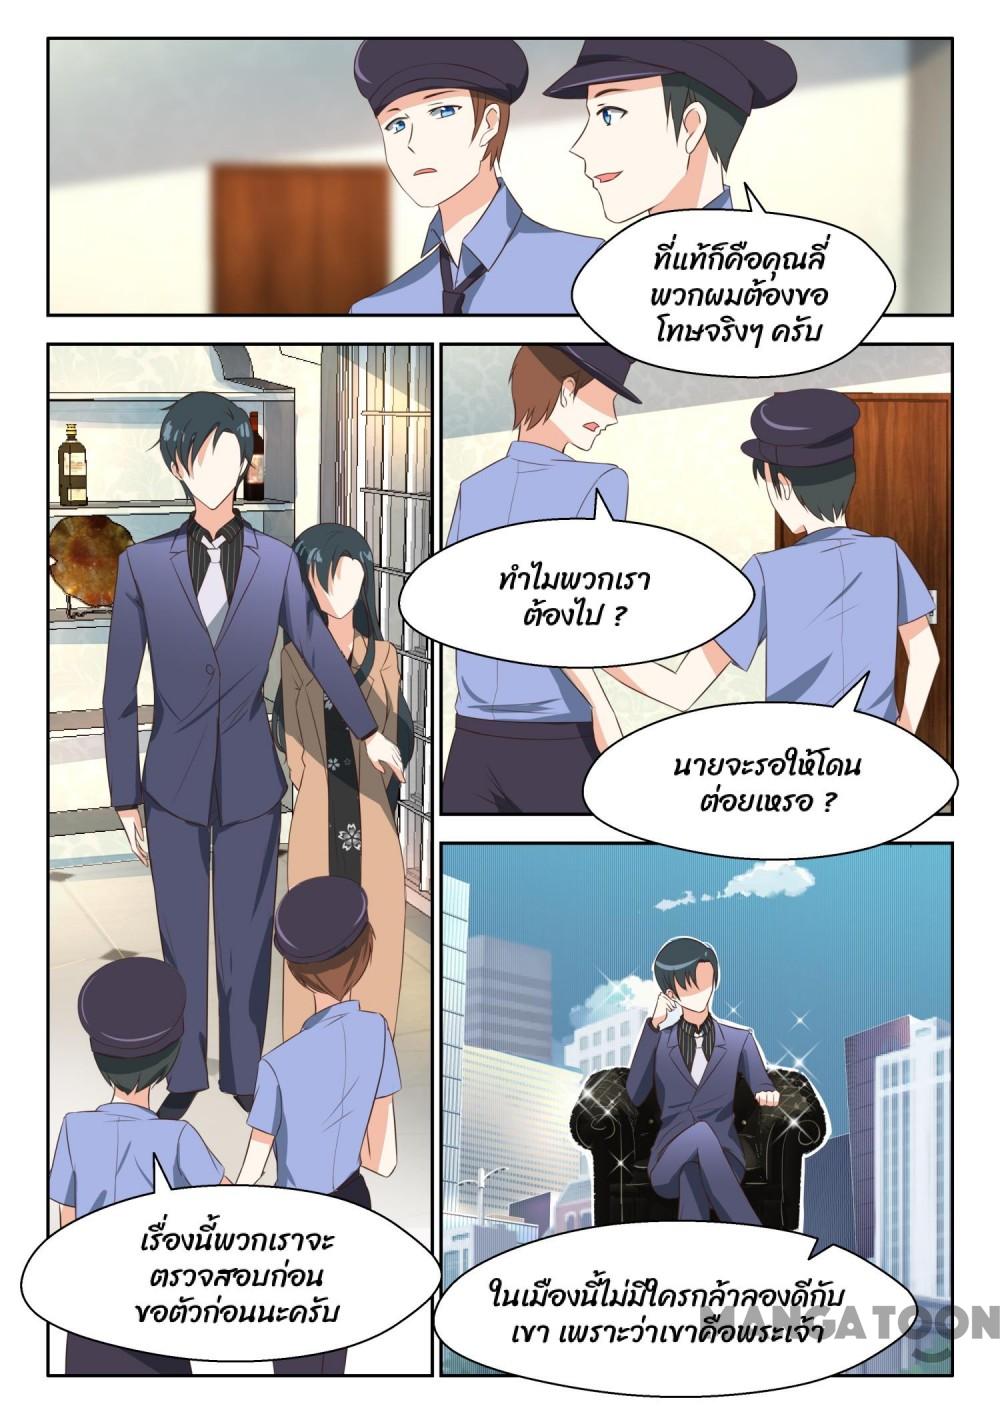 ที่แท้ก็คือคุณลี่
พวกผมต้องขอ
โทษจริงๆ ครับ
เรื่องนี้พวกเราจะ
ตรวจสอบก่อน
ขอตัวก่อนนะครับ
ทำไมพวกเรา
ต้องไป ?
นายจะรอให้โดน
ต่อยเหรอ ?
ในเมืองนี้ไม่มีใครกล้าลองดีกับ
เขา เพราะว่าเขาคือพระเจ้า
MANGATOON